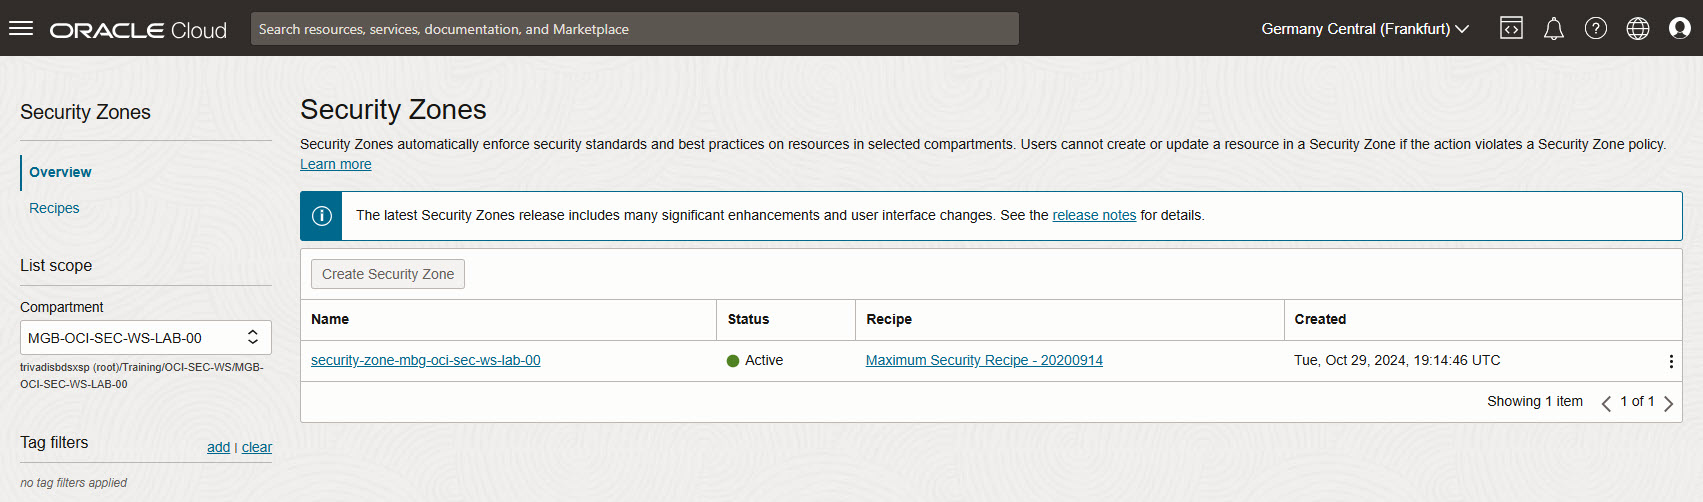 ORACLE Cloud
Search resources, services, documentation, and Marketplace
Germany Central (Frankfurt)
Security Zones
Overview
Recipes
List scope
Compartment
MGB-OCI-SEC-WS-LAB-00
trivadisbdsxsp (root)/Training/OCI-SEC-WS/MGB-
OCI-SEC-WS-LAB-00
Tag filters add | clear
no tag filters applied
Security Zones
Security Zones automatically enforce security standards and best practices on resources in selected compartments. Users cannot create or update a resource in a Security Zone if the action violates a Security Zone policy.
Learn more
The latest Security Zones release includes many significant enhancements and user interface changes. See the release notes for details.
Create Security Zone
Name Status Recipe Created
security-zone-mbg-oci-sec-ws-lab-00 Active Maximum Security Recipe - 20200914 Tue, Oct 29, 2024, 19:14:46 UTC
Showing 1 item 1 of 1